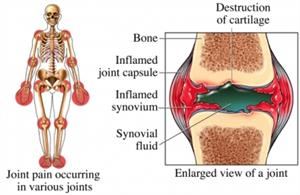 Destruction
of cartilage
Bone
Inflamed
joint capsule
Inflamed
synovium
Synovial
fluid
Joint pain occurring
in various joints
Enlarged view of a joint